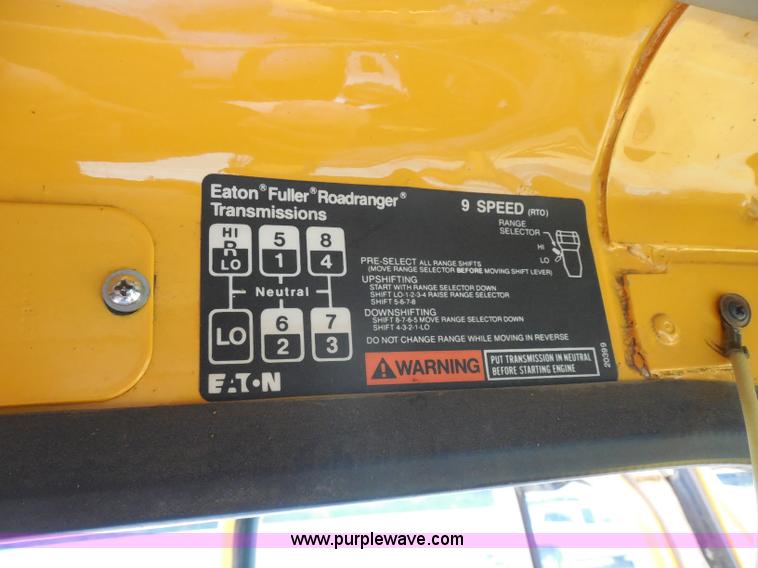 Eaton® Fuller® Roadranger®
Transmissions
9 SPEED (RTO)
RANGE
SELECTOR
HI
LO
HI
R
LO
5
1
8
4
Neutral
LO
6
2
7
3
PRE-SELECT ALL RANGE SHIFTS
(MOVE RANGE SELECTOR BEFORE MOVING SHIFT LEVER)
UPSHIFTING
START WITH RANGE SELECTOR DOWN
SHIFT LO-1-2-3-4 RAISE RANGE SELECTOR
SHIFT 5-6-7-8
DOWNSHIFTING
SHIFT 8-7-6-5 MOVE RANGE SELECTOR DOWN
SHIFT 4-3-2-1-LO
DO NOT CHANGE RANGE WHILE MOVING IN REVERSE
EATON
WARNING
PUT TRANSMISSION IN NEUTRAL
BEFORE STARTING ENGINE
20399
www.purplewave.com